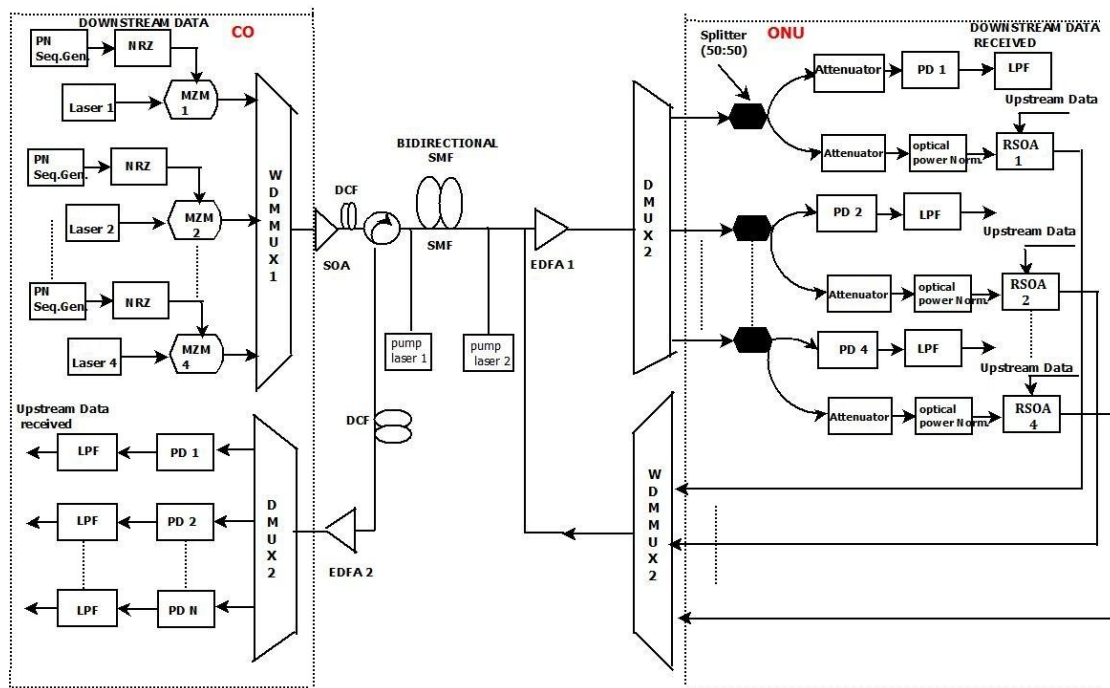 DOWNSTREAM DATA
CO
PN
Seq.Gen.
NRZ
Laser 1
MZM
1
PN
Seq.Gen.
NRZ
Laser 2
MZM
2
PN
Seq.Gen.
NRZ
Laser 4
MZM
4
WDMMUX1
SOA
DCF
BIDIRECTIONAL
SMF
SMF
pump
laser 1
pump
laser 2
EDFA 1
DMUX2
Splitter
(50:50)
ONU
DOWNSTREAM DATA
RECEIVED
Attenuator
PD 1
LPF
Upstream Data
Attenuator
optical
power Norm.
RSOA
1
PD 2
LPF
Upstream Data
Attenuator
optical
power Norm.
RSOA
2
PD 4
LPF
Upstream Data
Attenuator
optical
power Norm.
RSOA
4
Upstream Data
received
LPF
PD 1
LPF
PD 2
LPF
PD N
DMUX2
DCF
EDFA 2
WDMMUX2